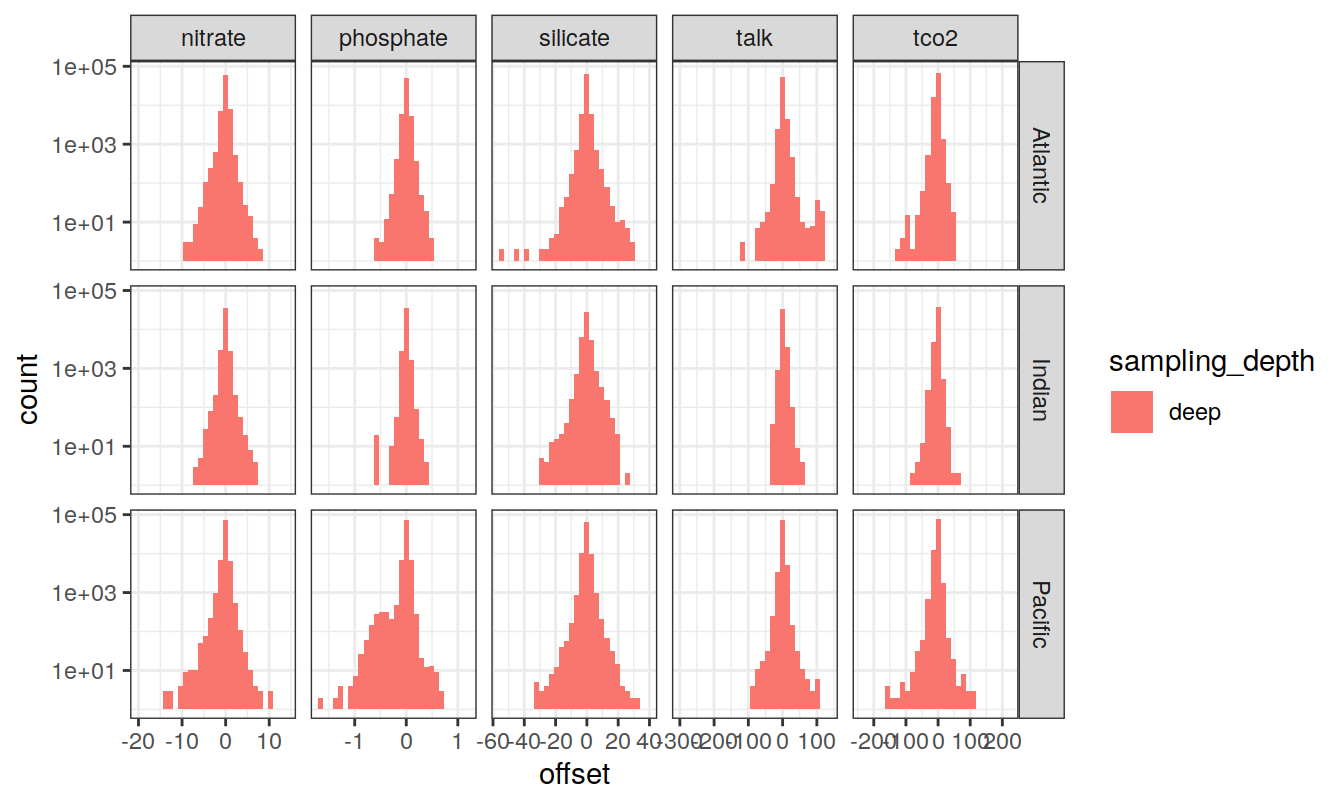 nitrate phosphate silicate talk tco2
1e+05
1e+03
1e+01
Atlantic
1e+05
1e+03
1e+01
Indian
1e+05
1e+03
1e+01
Pacific
count
-20 -10 0 10 -1 0 1 -60 -40 -20 0 20 40 -300 -200 -100 0 100 -200 -100 0 100 200
offset
sampling_depth
deep